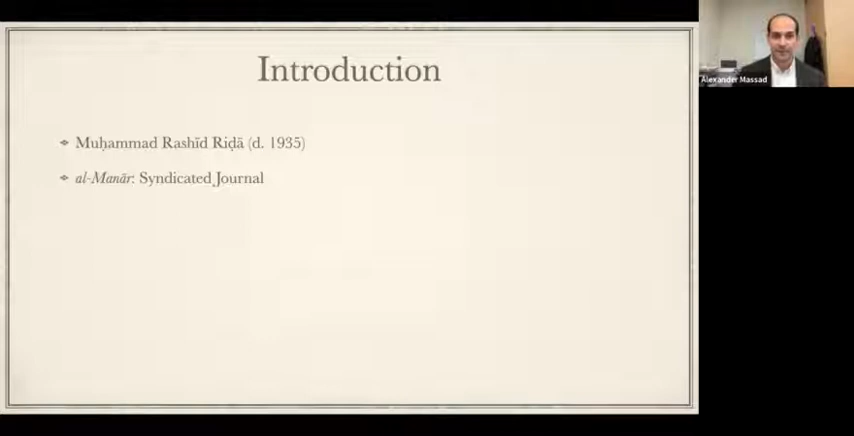 Introduction
Muḥammad Rashīd Riḍā (d. 1935)
al-Manār: Syndicated Journal
Alexander Massad